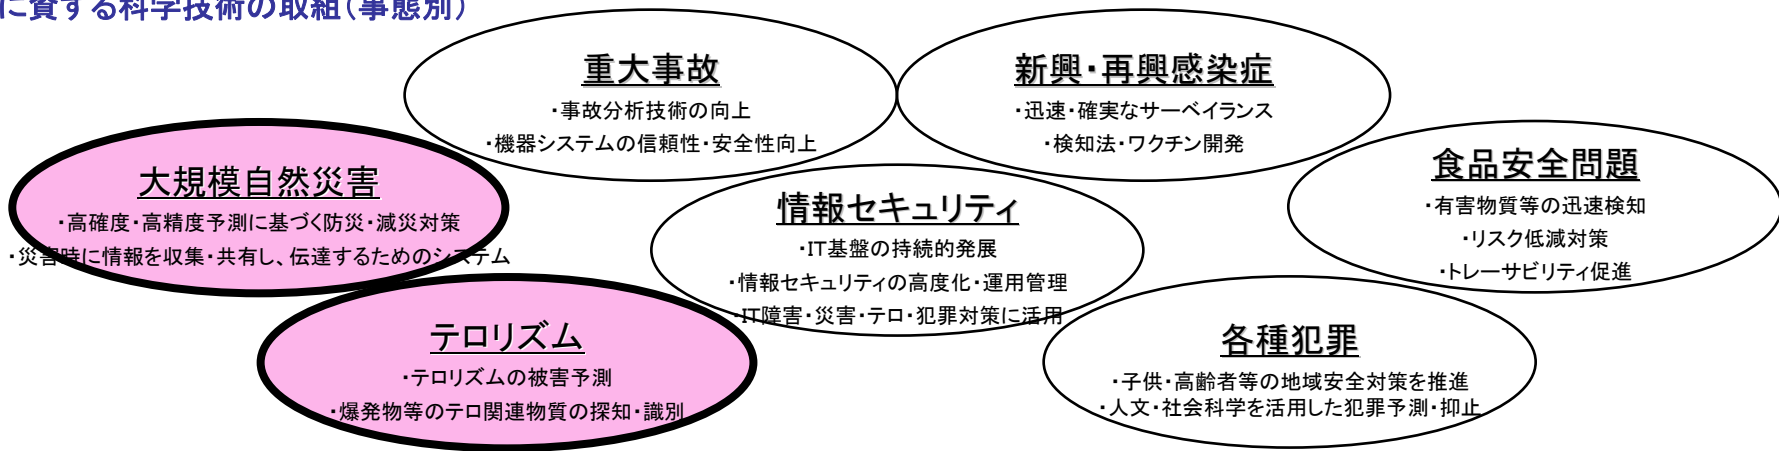 に資する科学技術の取組（事態別）
重大事故
・事故分析技術の向上
・機器システムの信頼性・安全性向上
新興・再興感染症
・迅速・確実なサーベイランス
・検知法・ワクチン開発
大規模自然災害
・高確度・高精度予測に基づく防災・減災対策
・災害時に情報を収集・共有し、伝達するためのシステム
情報セキュリティ
・IT基盤の持続的発展
・情報セキュリティの高度化・運用管理
・IT障害・災害・テロ・犯罪対策に活用
食品安全問題
・有害物質等の迅速検知
・リスク低減対策
・トレーサビリティ促進
テロリズム
・テロリズムの被害予測
・爆発物等のテロ関連物質の探知・識別
各種犯罪
・子供・高齢者等の地域安全対策を推進
・人文・社会科学を活用した犯罪予測・抑止